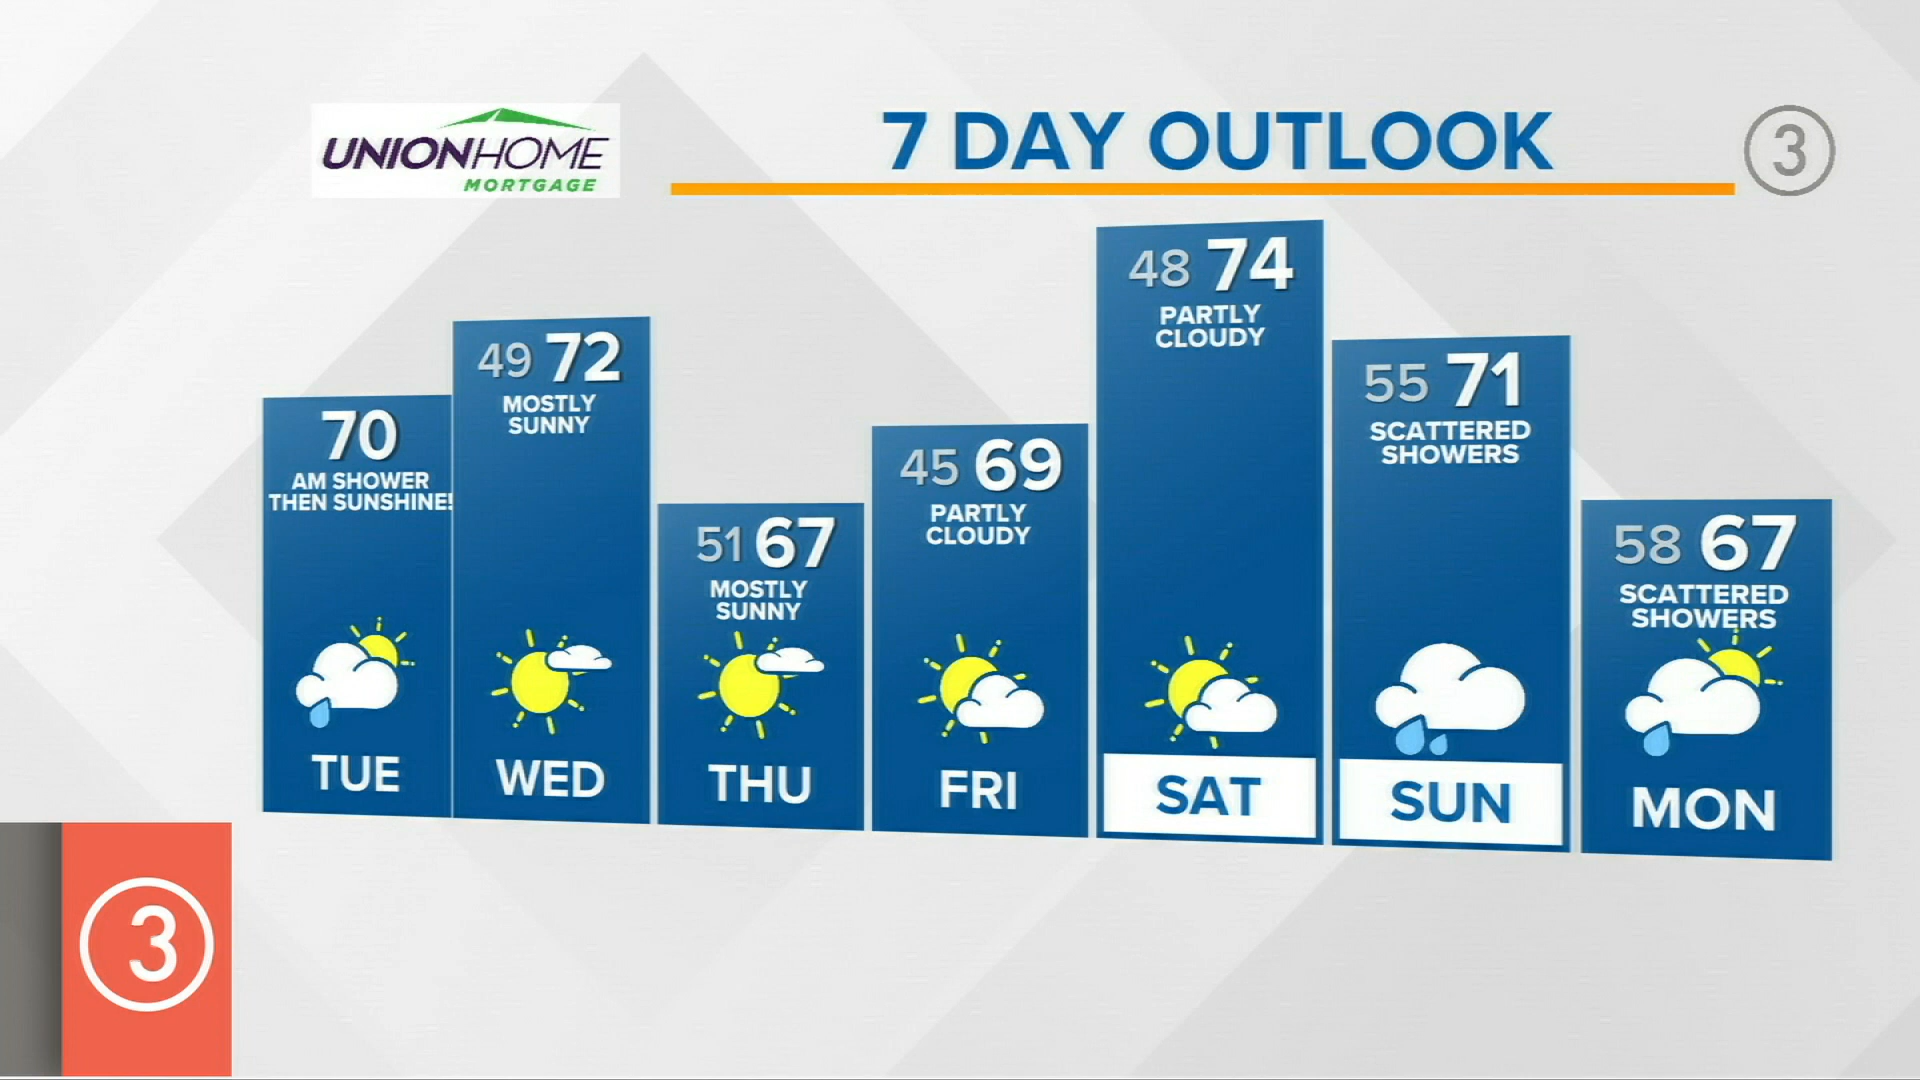 UNIONHOME
MORTGAGE
7 DAY OUTLOOK
3
70
AM SHOWER
THEN SUNSHINE!
TUE
49 72
MOSTLY
SUNNY
WED
51 67
MOSTLY
SUNNY
THU
45 69
PARTLY
CLOUDY
FRI
48 74
PARTLY
CLOUDY
SAT
55 71
SCATTERED
SHOWERS
SUN
58 67
SCATTERED
SHOWERS
MON
3